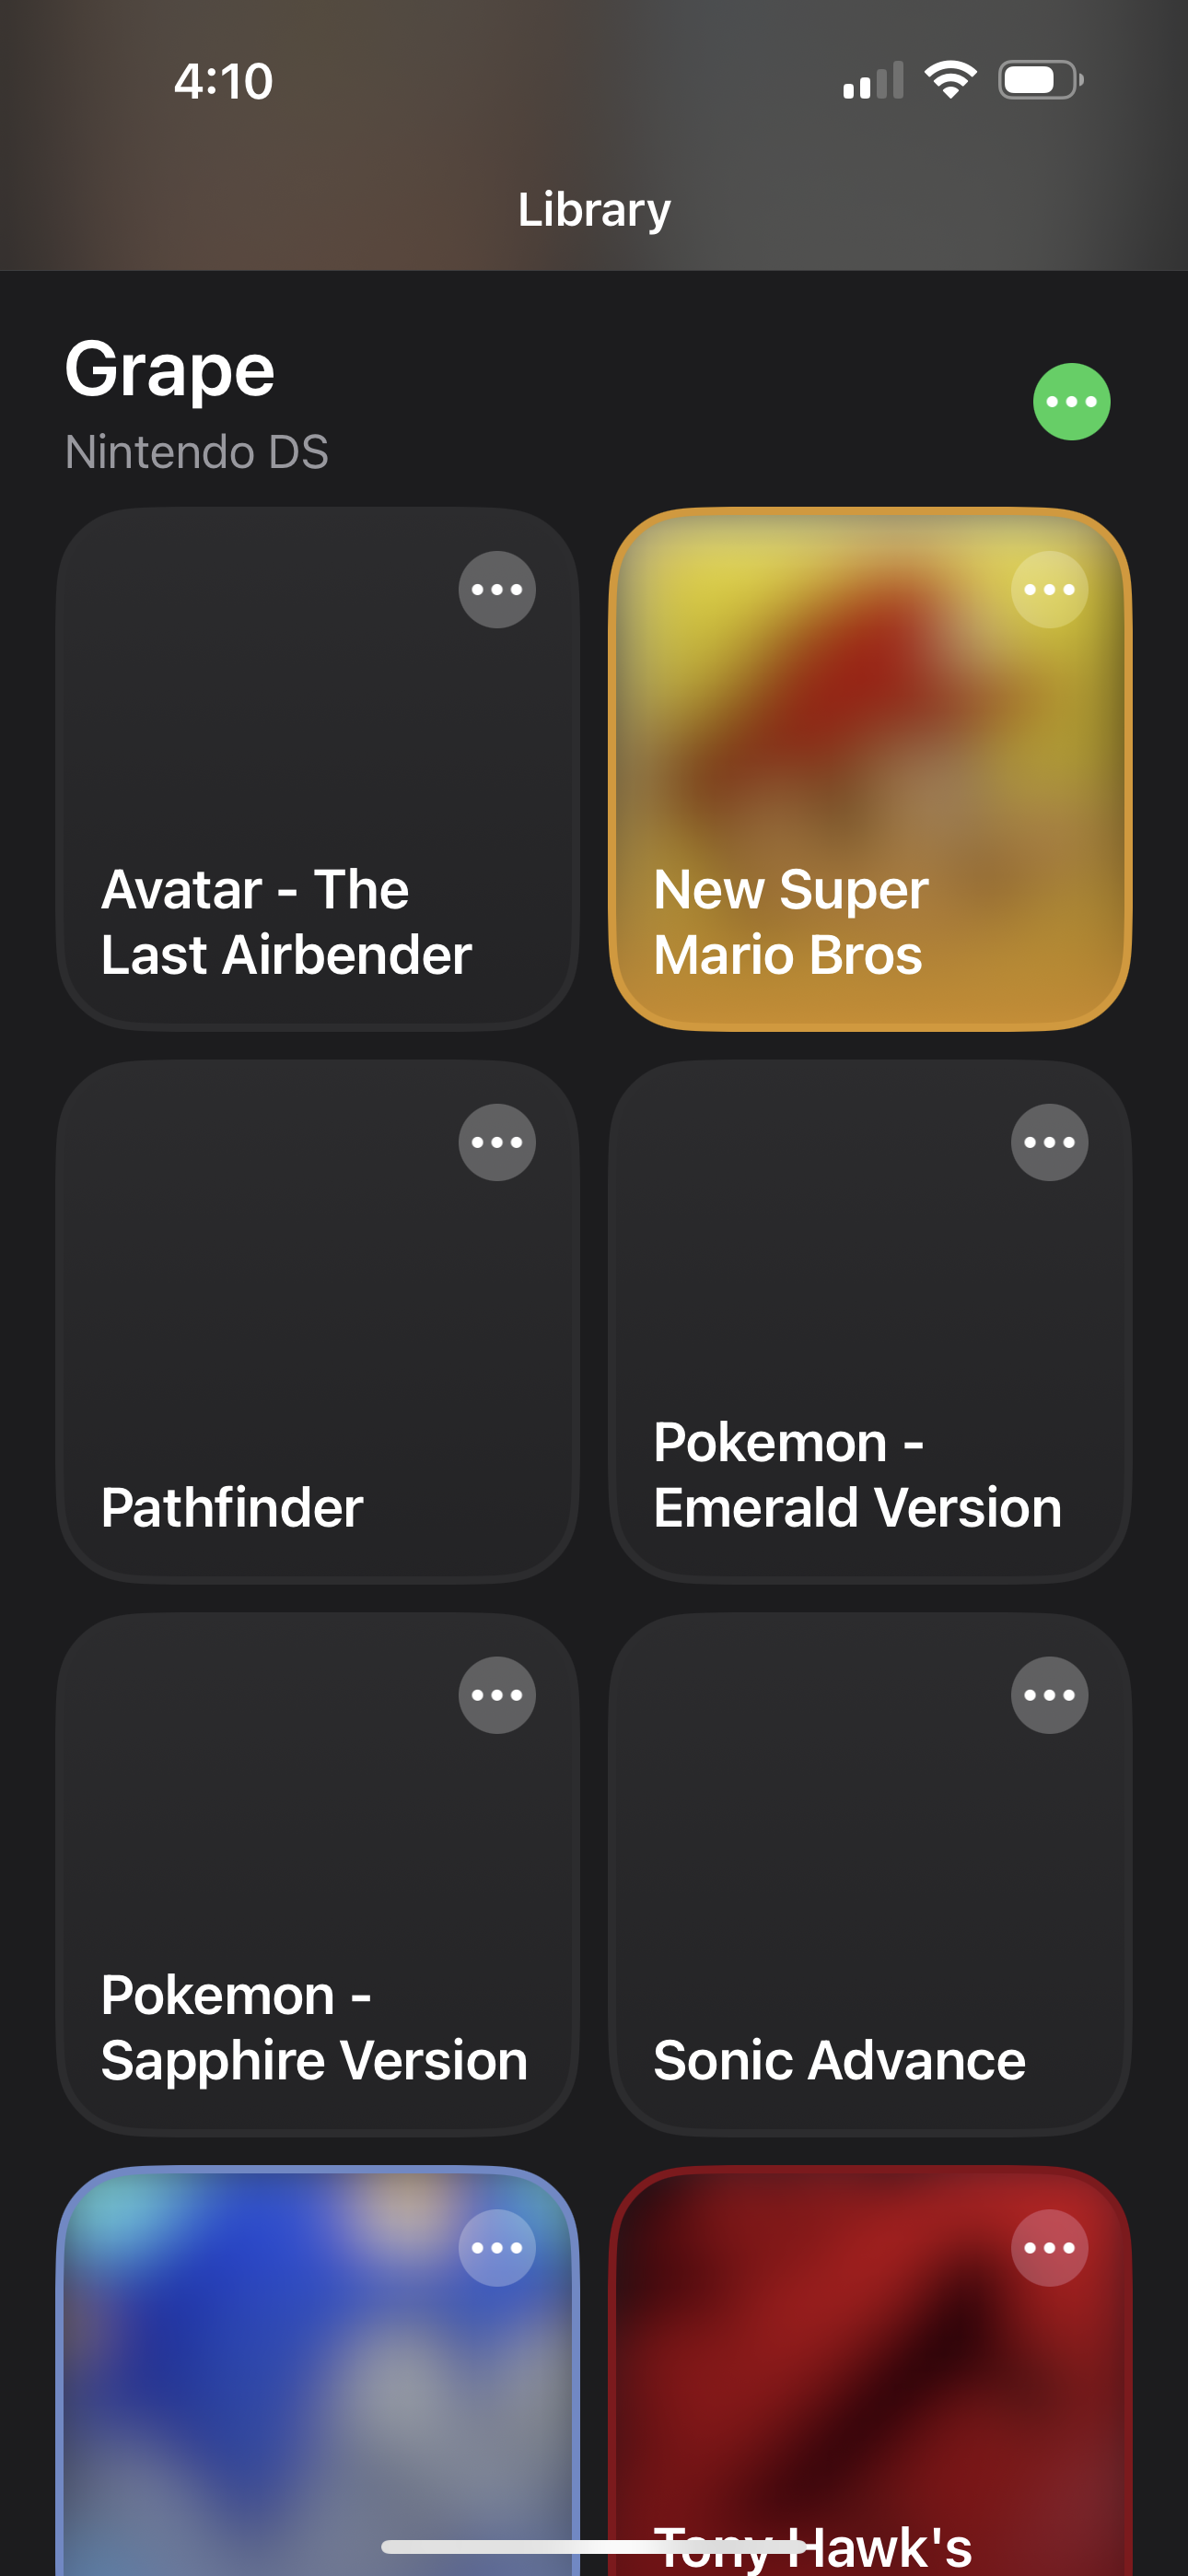 4:10
Library
Grape
Nintendo DS
Avatar - The
Last Airbender
New Super
Mario Bros
Pathfinder
Pokemon -
Emerald Version
Pokemon -
Sapphire Version
Sonic Advance
Tony Hawk's